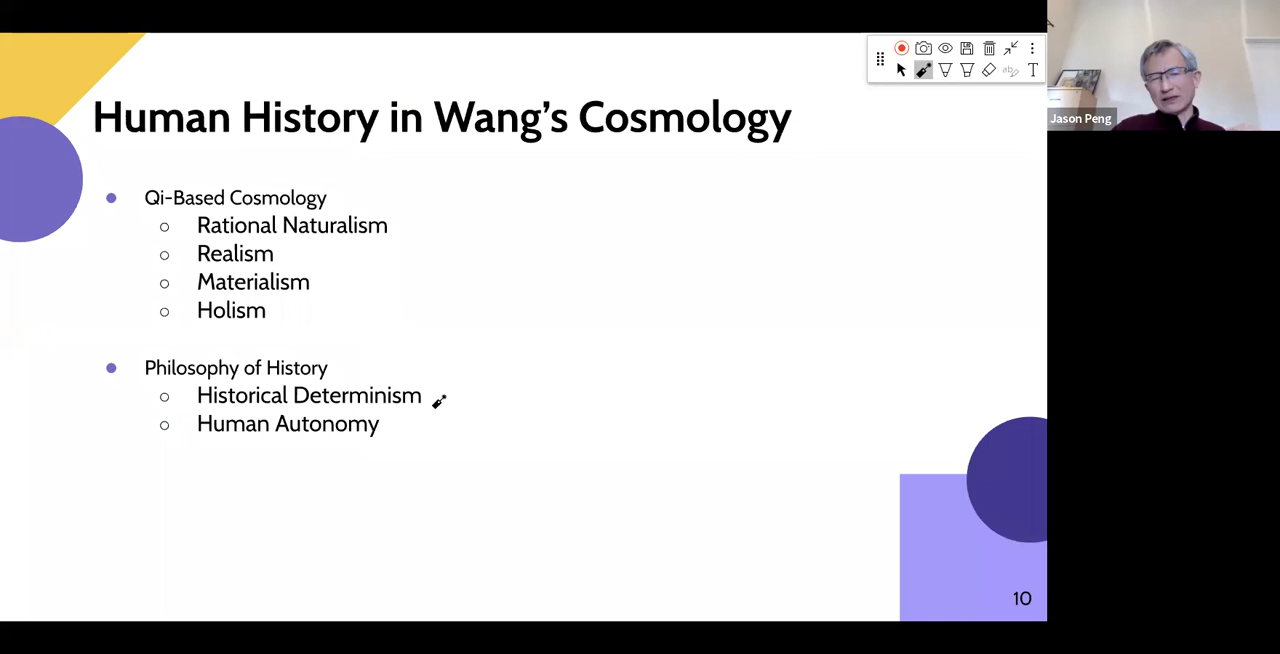 Human History in Wang's Cosmology
Qi-Based Cosmology
Rational Naturalism
Realism
Materialism
Holism
Philosophy of History
Historical Determinism
Human Autonomy
10
Jason Peng
ab
T